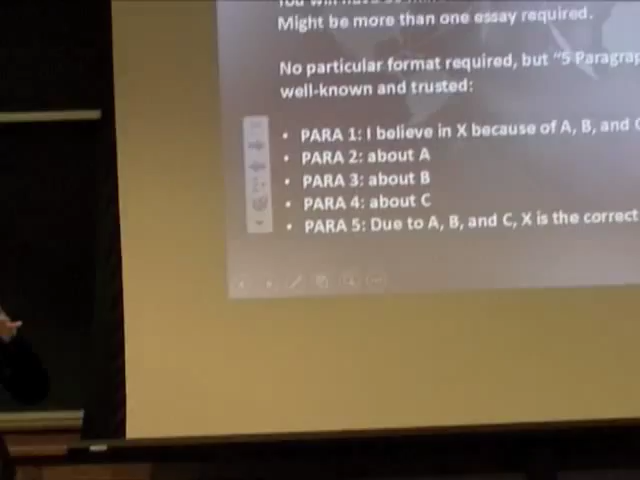 Might be more than one essay required.
No particular format required, but "5 Paragrap
well-known and trusted:
• PARA 1: I believe in X because of A, B, and C
• PARA 2: about A
• PARA 3: about B
• PARA 4: about C
• PARA 5: Due to A, B, and C, X is the correct